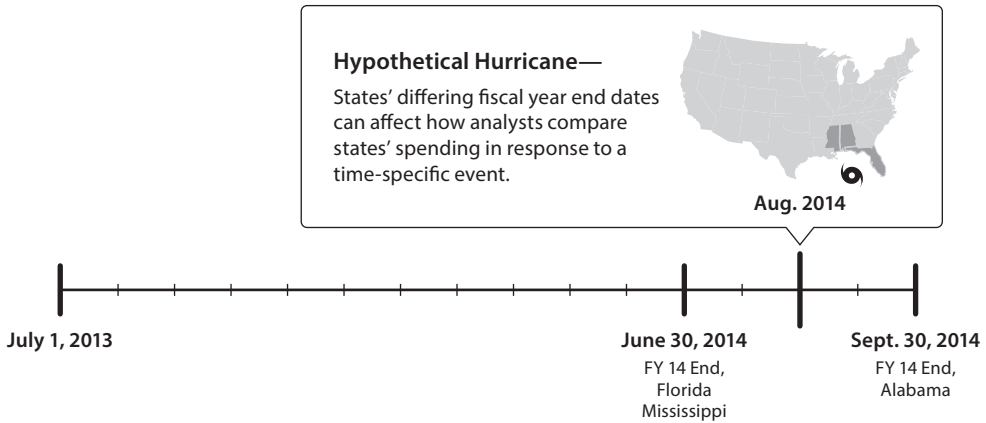 Hypothetical Hurricane—
States' differing fiscal year end dates
can affect how analysts compare
states' spending in response to a
time-specific event.
Aug. 2014
July 1, 2013
June 30, 2014
FY 14 End,
Florida
Mississippi
Sept. 30, 2014
FY 14 End,
Alabama